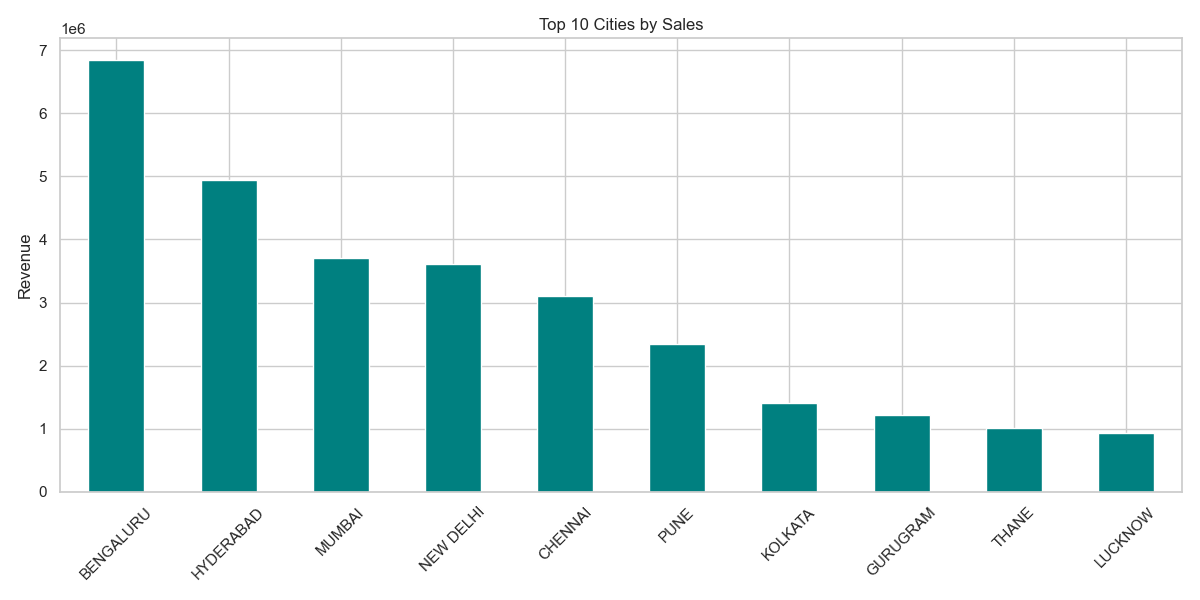 Top 10 Cities by Sales
1e6
7
6
5
4
3
2
1
0
Revenue
BENGALURU
HYDERABAD
MUMBAI
NEW DELHI
CHENNAI
PUNE
KOLKATA
GURUGRAM
THANE
LUCKNOW